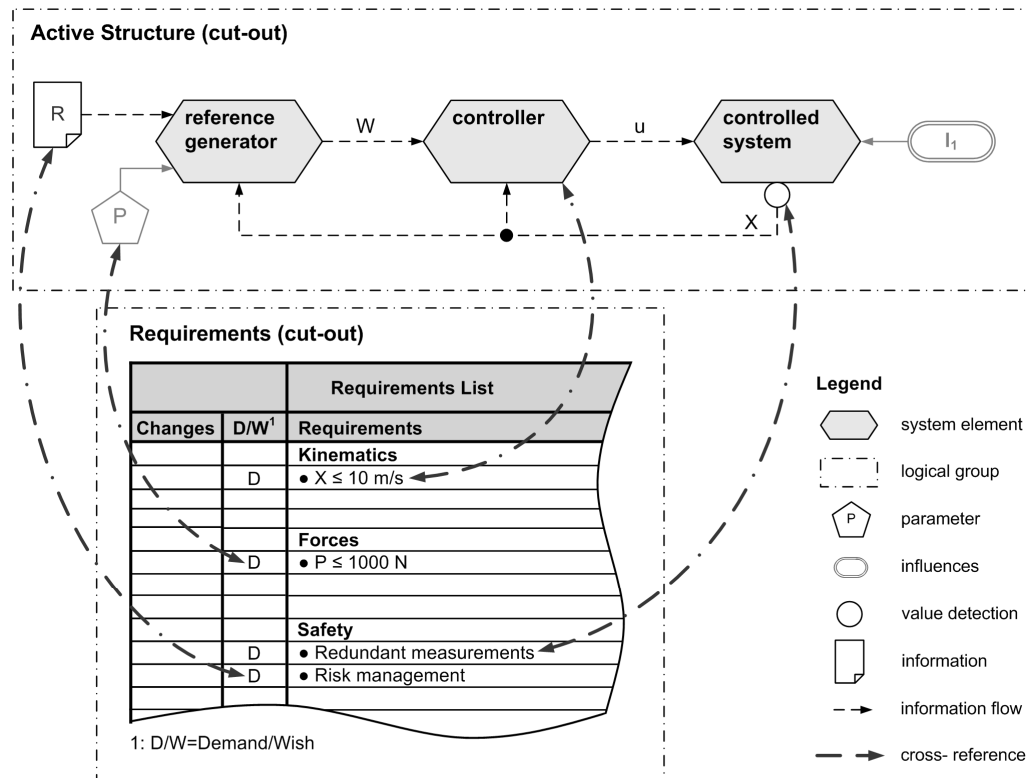 Active Structure (cut-out)
R
reference
generator
W
controller
u
controlled
system
I₁
P
X
Requirements (cut-out)
Requirements List
Changes D/W¹ Requirements
Kinematics
D ● X ≤ 10 m/s
Forces
D ● P ≤ 1000 N
Safety
D ● Redundant measurements
D ● Risk management
1: D/W=Demand/Wish
Legend
system element
logical group
P parameter
influences
value detection
information
information flow
cross- reference